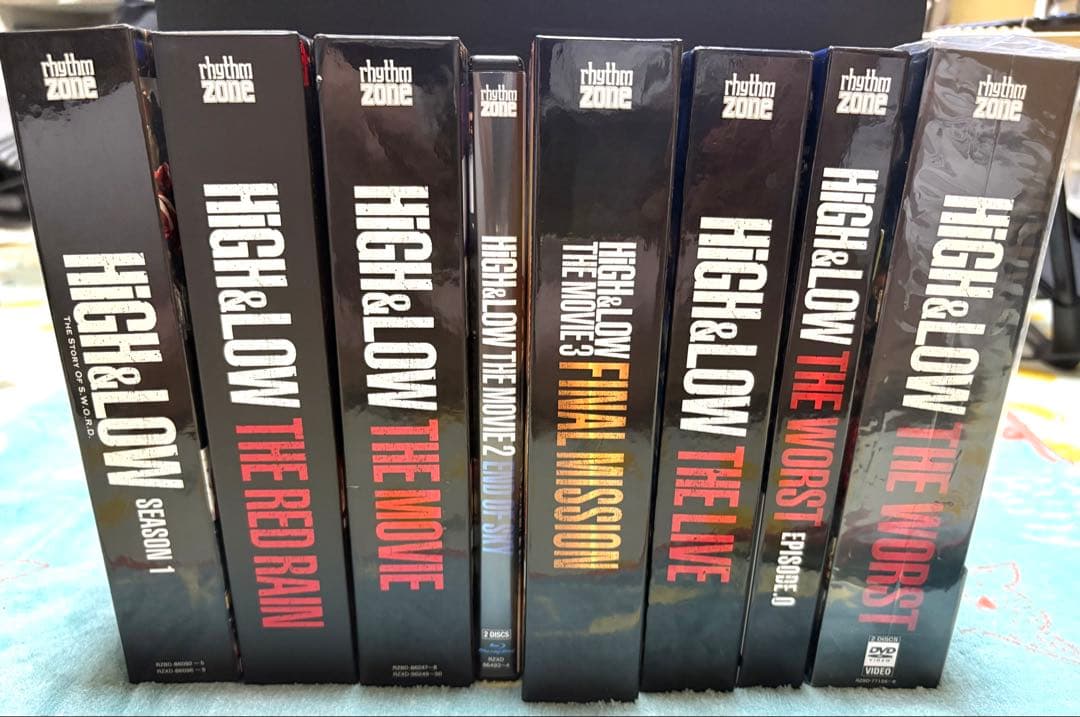 rhythm
zone
HiGH&LOW
THE STORY OF S.W.O.R.D.
SEASON 1
rhythm
zone
HiGH&LOW THE RED RAIN
rhythm
zone
HiGH&LOW THE MOVIE
rhythm
zone
HiGH&LOW THE MOVIE 2 END OF SKY
2 DISCS
RZXD
rhythm
zone
HiGH&LOW
THE MOVIE 3 FINAL MISSION
rhythm
zone
HiGH&LOW THE LIVE
rhythm
zone
HiGH&LOW THE WORST EPISODE.0
rhythm
zone
HiGH&LOW THE WORST
2 DISCS
DVD
VIDEO
VIDEO